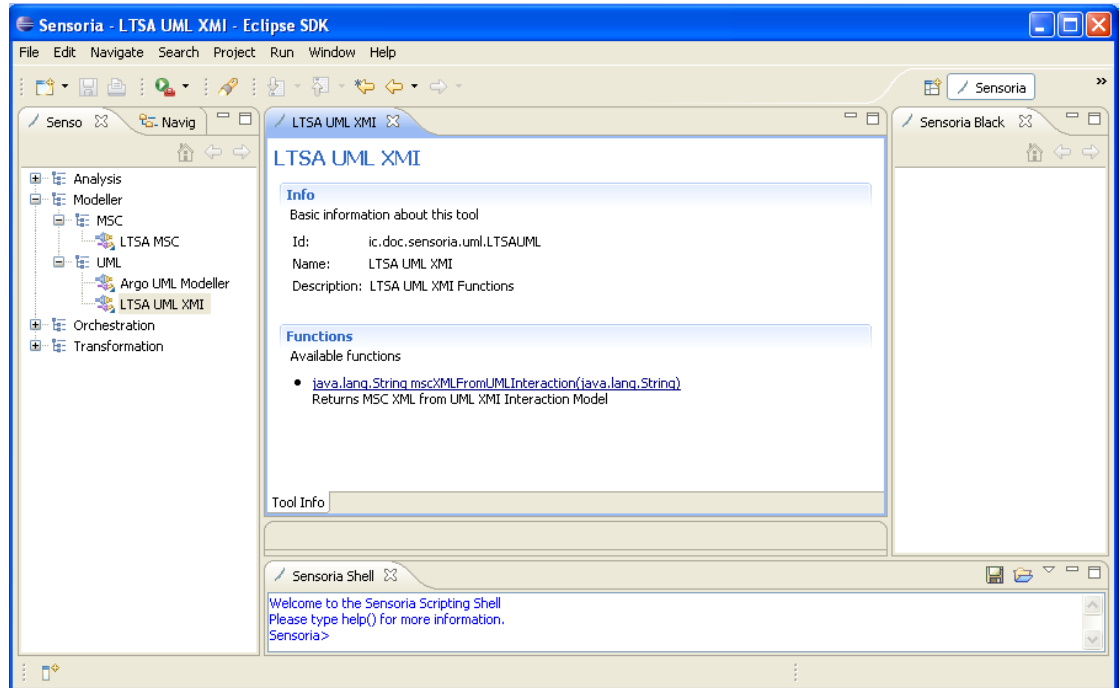 Sensoria - LTSA UML XMI - Eclipse SDK
File Edit Navigate Search Project Run Window Help
Sensoria
»
Senso
Navig
LTSA UML XMI
Sensoria Black
Analysis
Modeller
MSC
LTSA MSC
UML
Argo UML Modeller
LTSA UML XMI
Orchestration
Transformation
LTSA UML XMI
Info
Basic information about this tool
Id: ic.doc.sensoria.uml.LTSAUML
Name: LTSA UML XMI
Description: LTSA UML XMI Functions
Functions
Available functions
• java.lang.String mscXMLFromUMLInteraction(java.lang.String)
Returns MSC XML from UML XMI Interaction Model
Tool Info
Sensoria Shell
Welcome to the Sensoria Scripting Shell
Please type help() for more information.
Sensoria>